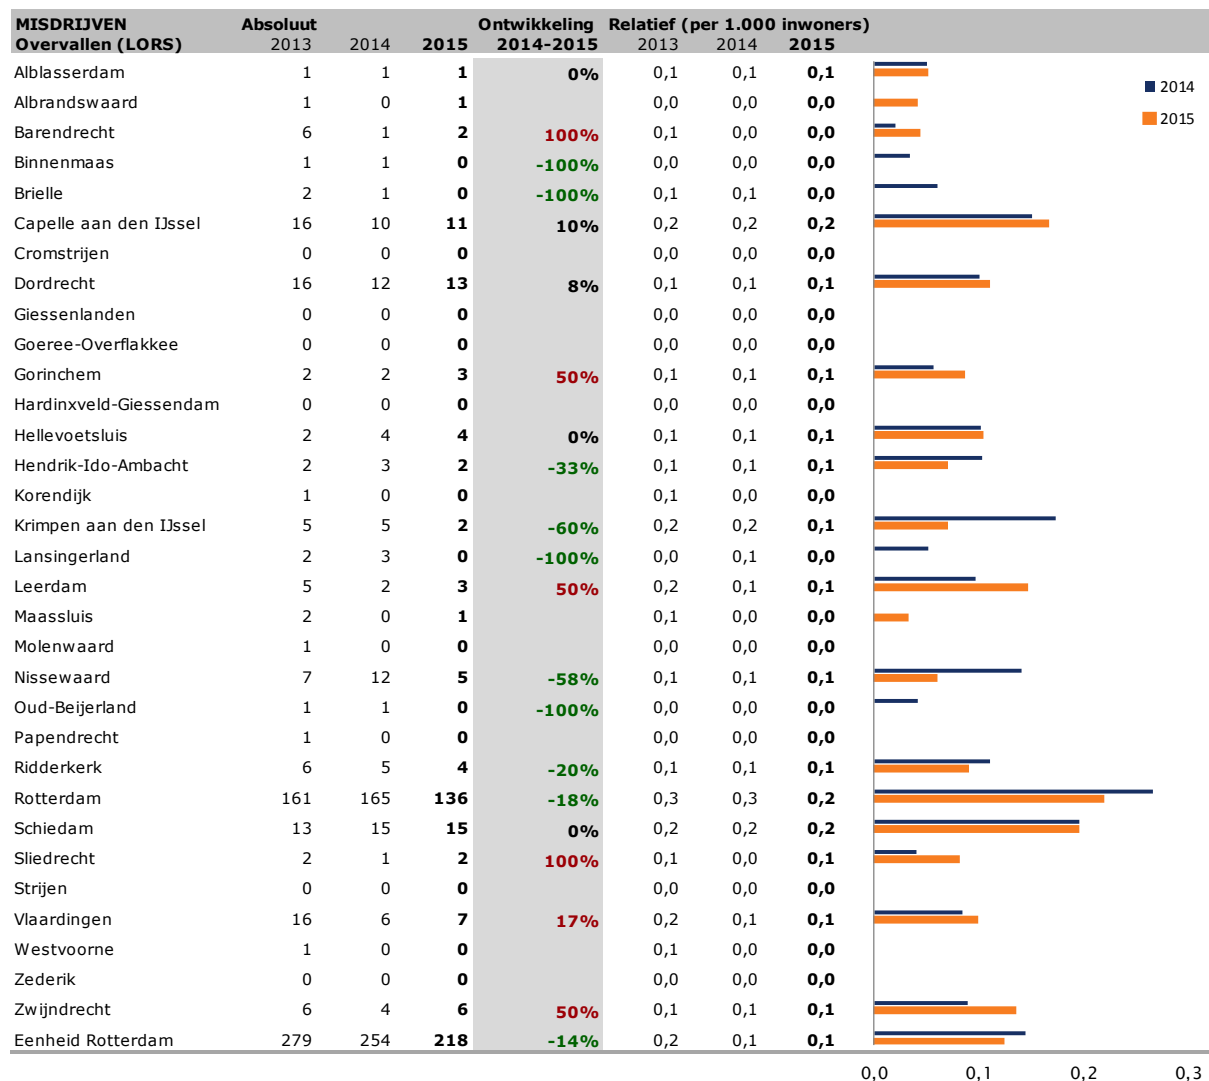 MISDRIJVEN Absoluut Ontwikkeling Relatief (per 1.000 inwoners)
Overvallen (LORS) 2013 2014 2015 2014-2015 2013 2014 2015
Alblasserdam 1 1 1 0% 0,1 0,1 0,1
2014
Albrandswaard 1 0 1 0,0 0,0 0,0
2015
Barendrecht 6 1 2 100% 0,1 0,0 0,0
Binnenmaas 1 1 0 -100% 0,0 0,0 0,0
Brielle 2 1 0 -100% 0,1 0,1 0,0
Capelle aan den IJssel 16 10 11 10% 0,2 0,2 0,2
Cromstrijen 0 0 0 0,0 0,0 0,0
Dordrecht 16 12 13 8% 0,1 0,1 0,1
Giessenlanden 0 0 0 0,0 0,0 0,0
Goeree-Overflakkee 0 0 0 0,0 0,0 0,0
Gorinchem 2 2 3 50% 0,1 0,1 0,1
Hardinxveld-Giessendam 0 0 0 0,0 0,0 0,0
Hellevoetsluis 2 4 4 0% 0,1 0,1 0,1
Hendrik-Ido-Ambacht 2 3 2 -33% 0,1 0,1 0,1
Korendijk 1 0 0 0,1 0,0 0,0
Krimpen aan den IJssel 5 5 2 -60% 0,2 0,2 0,1
Lansingerland 2 3 0 -100% 0,0 0,1 0,0
Leerdam 5 2 3 50% 0,2 0,1 0,1
Maassluis 2 0 1 0,1 0,0 0,0
Molenwaard 1 0 0 0,0 0,0 0,0
Nissewaard 7 12 5 -58% 0,1 0,1 0,1
Oud-Beijerland 1 1 0 -100% 0,0 0,0 0,0
Papendrecht 1 0 0 0,0 0,0 0,0
Ridderkerk 6 5 4 -20% 0,1 0,1 0,1
Rotterdam 161 165 136 -18% 0,3 0,3 0,2
Schiedam 13 15 15 0% 0,2 0,2 0,2
Sliedrecht 2 1 2 100% 0,1 0,0 0,1
Strijen 0 0 0 0,0 0,0 0,0
Vlaardingen 16 6 7 17% 0,2 0,1 0,1
Westvoorne 1 0 0 0,1 0,0 0,0
Zederik 0 0 0 0,0 0,0 0,0
Zwijndrecht 6 4 6 50% 0,1 0,1 0,1
Eenheid Rotterdam 279 254 218 -14% 0,2 0,1 0,1
0,0 0,1 0,2 0,3